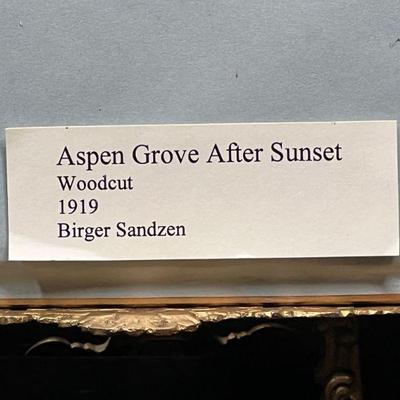 Aspen Grove After Sunset
Woodcut
1919
Birger Sandzen